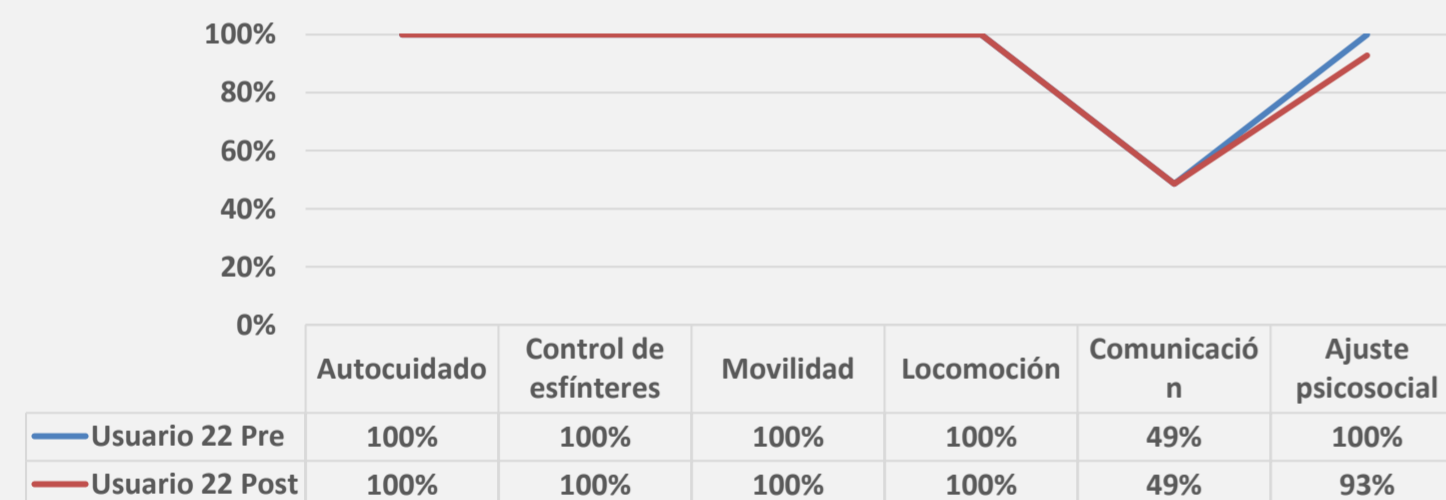 100%
80%
60%
40%
20%
0%
Autocuidado
Control de
esfínteres
Movilidad
Locomoción
Comunicació
n
Ajuste
psicosocial
Usuario 22 Pre 100% 100% 100% 100% 49% 100%
Usuario 22 Post 100% 100% 100% 100% 49% 93%